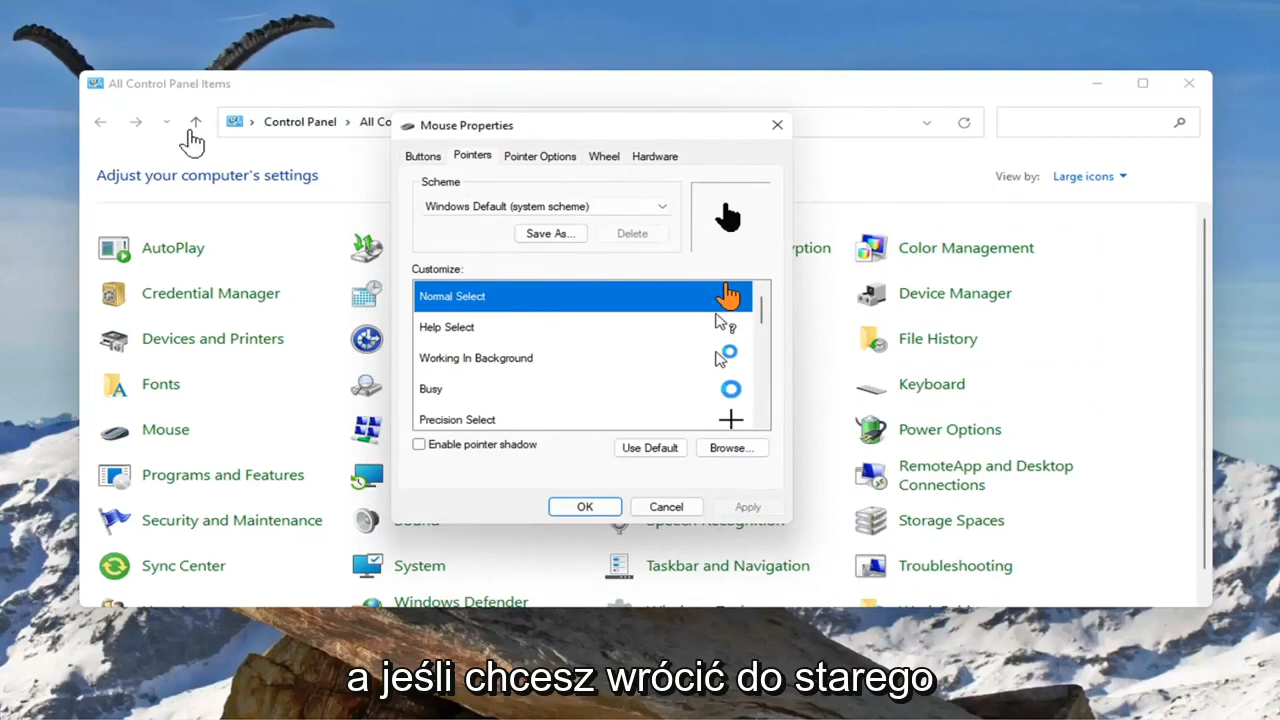 All Control Panel Items
Control Panel
All Co
Adjust your computer's settings
View by:
Large icons
AutoPlay
Credential Manager
Devices and Printers
Fonts
Mouse
Programs and Features
Security and Maintenance
Sync Center
Sound
System
Windows Defender
Speech Recognition
Taskbar and Navigation
ption
Color Management
Device Manager
File History
Keyboard
Power Options
RemoteApp and Desktop
Connections
Storage Spaces
Troubleshooting
Mouse Properties
Buttons
Pointers
Pointer Options
Wheel
Hardware
Scheme
Windows Default (system scheme)
Save As...
Delete
Customize:
Normal Select
Help Select
Working In Background
Busy
Precision Select
Enable pointer shadow
Use Default
Browse...
OK
Cancel
Apply
a jeśli chcesz wrócić do starego